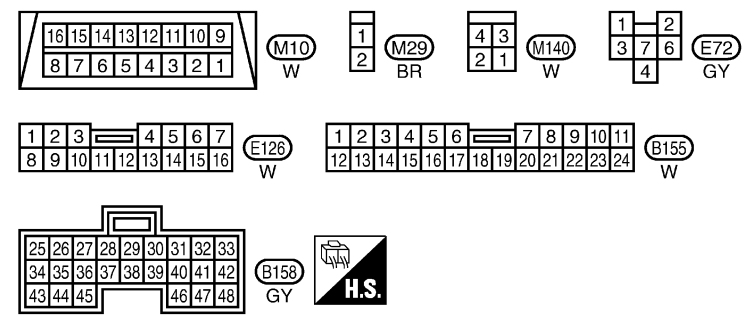 16 15 14 13 12 11 10 9
8 7 6 5 4 3 2 1
M10
W
1
2
M29
BR
4 3
2 1
M140
W
1 2
3 7 6
4
E72
GY
1 2 3 4 5 6 7
8 9 10 11 12 13 14 15 16
E126
W
1 2 3 4 5 6 7 8 9 10 11
12 13 14 15 16 17 18 19 20 21 22 23 24
B155
W
25 26 27 28 29 30 31 32 33
34 35 36 37 38 39 40 41 42
43 44 45 46 47 48
B158
GY
H.S.